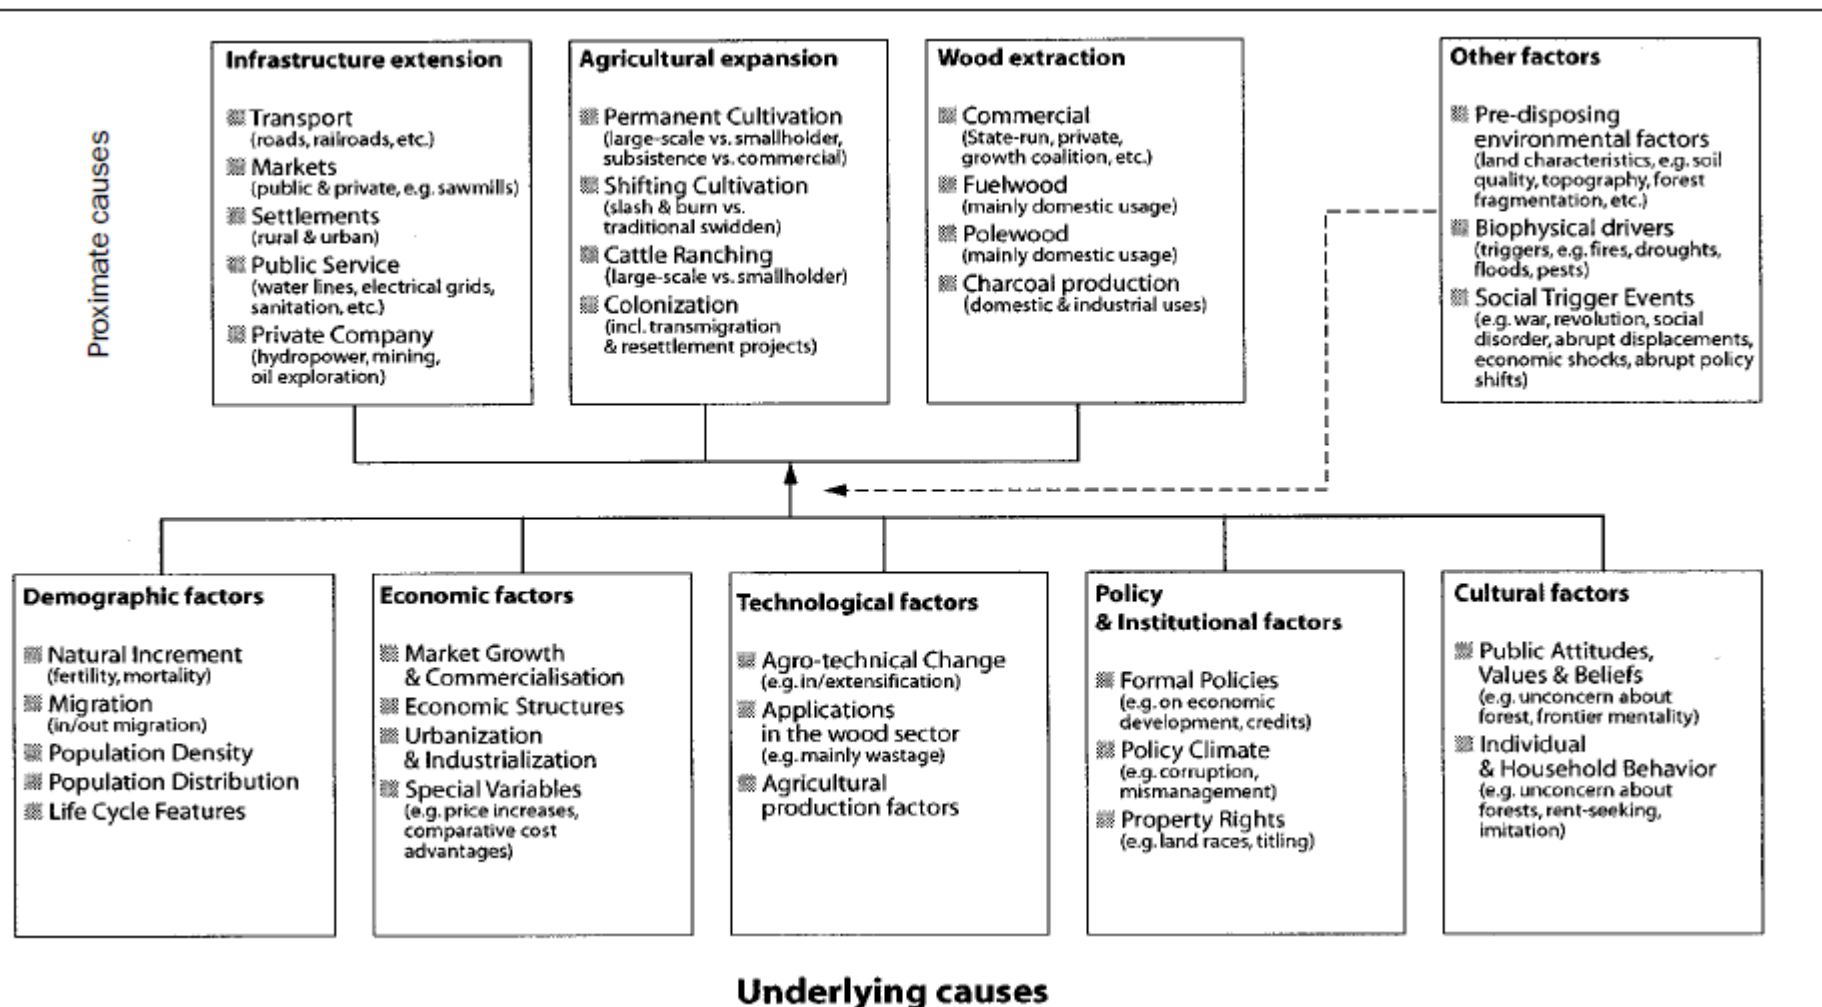 Proximate causes
Infrastructure extension
Transport
(roads, railroads, etc.)
Markets
(public & private, e.g. sawmills)
Settlements
(rural & urban)
Public Service
(water lines, electrical grids,
sanitation, etc.)
Private Company
(hydropower, mining,
oil exploration)
Agricultural expansion
Permanent Cultivation
(large-scale vs. smallholder,
subsistence vs. commercial)
Shifting Cultivation
(slash & burn vs.
traditional swidden)
Cattle Ranching
(large-scale vs. smallholder)
Colonization
(incl. transmigration
& resettlement projects)
Wood extraction
Commercial
(State-run, private,
growth coalition, etc.)
Fuelwood
(mainly domestic usage)
Polewood
(mainly domestic usage)
Charcoal production
(domestic & industrial uses)
Other factors
Pre-disposing
environmental factors
(land characteristics, e.g. soil
quality, topography, forest
fragmentation, etc.)
Biophysical drivers
(triggers, e.g. fires, droughts,
floods, pests)
Social Trigger Events
(e.g. war, revolution, social
disorder, abrupt displacements,
economic shocks, abrupt policy
shifts)
Demographic factors
Natural Increment
(fertility, mortality)
Migration
(in/out migration)
Population Density
Population Distribution
Life Cycle Features
Economic factors
Market Growth
& Commercialisation
Economic Structures
Urbanization
& Industrialization
Special Variables
(e.g. price increases,
comparative cost
advantages)
Technological factors
Agro-technical Change
(e.g. in/extensification)
Applications
in the wood sector
(e.g. mainly wastage)
Agricultural
production factors
Policy
& Institutional factors
Formal Policies
(e.g. on economic
development, credits)
Policy Climate
(e.g. corruption,
mismanagement)
Property Rights
(e.g. land races, titling)
Cultural factors
Public Attitudes,
Values & Beliefs
(e.g. unconcern about
forest, frontier mentality)
Individual
& Household Behavior
(e.g. unconcern about
forests, rent-seeking,
imitation)
Underlying causes